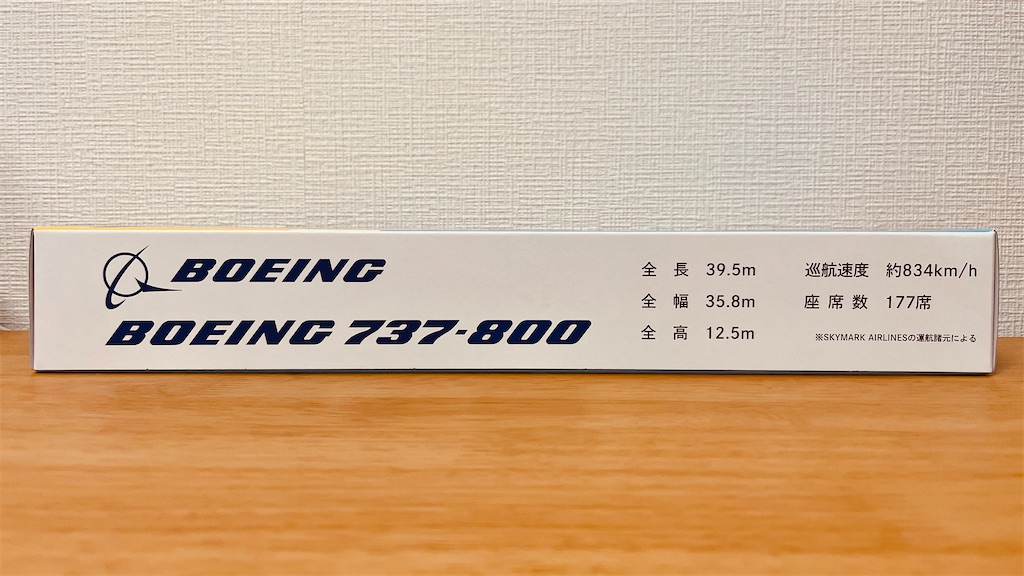 BOEING
BOEING 737-800
全長 39.5m
全幅 35.8m
全高 12.5m
巡航速度 約834km/h
座席数 177席
※SKYMARK AIRLINESの運航諸元による